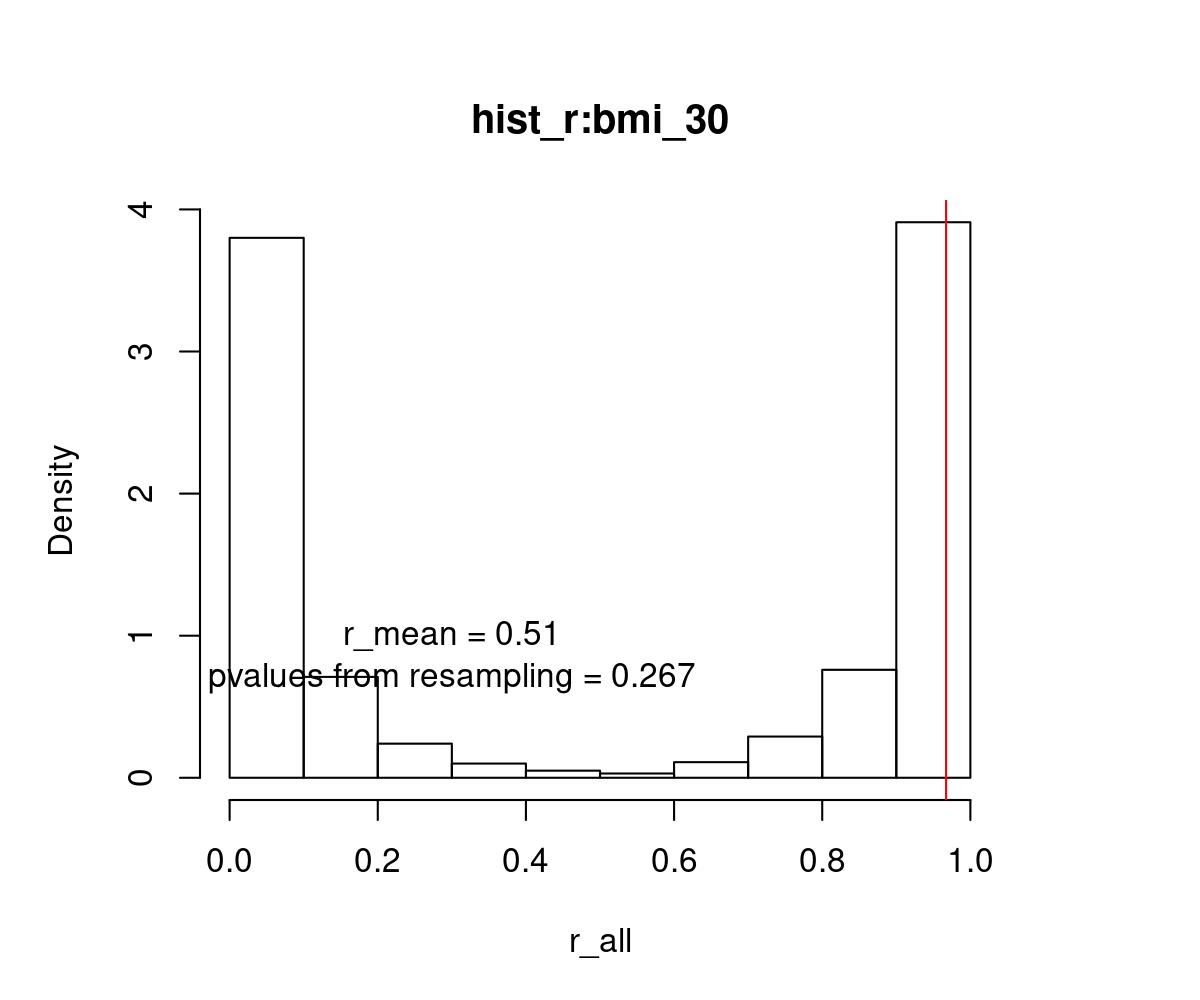 hist_r:bmi_30
4
3
2
1
0
Density
r_mean = 0.51
pvalues from resampling = 0.267
0.0 0.2 0.4 0.6 0.8 1.0
r_all